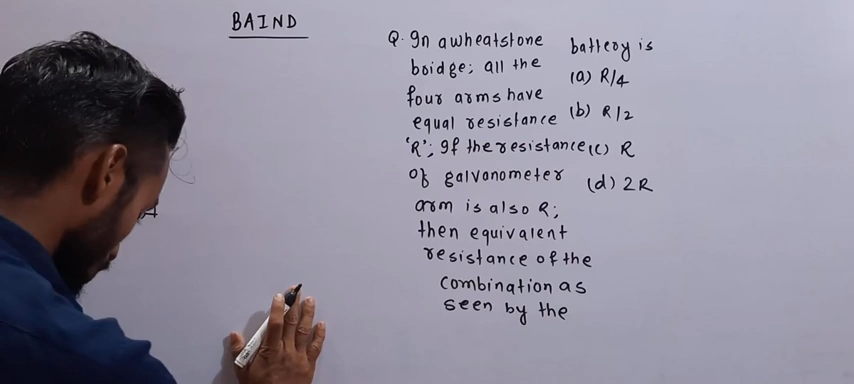 BAIND
Q. In a wheatstone
bridge; all the
four arms have
equal resistance
'R'; If the resistance
of galvanometer
arm is also R;
then equivalent
resistance of the
combination as
seen by the
battery is
(a) R/4
(b) R/2
(c) R
(d) 2R